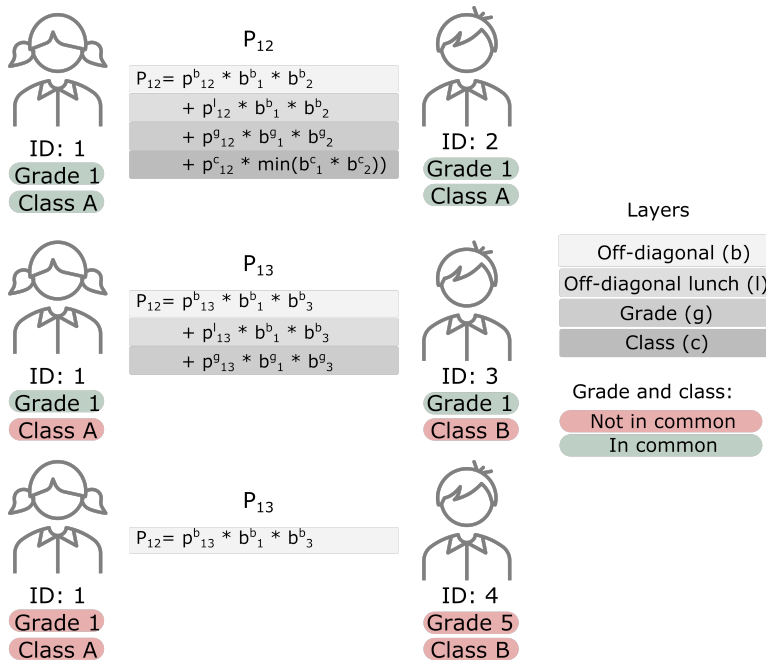 P₁₂
P₁₂= pᵇ₁₂ * bᵇ₁ * bᵇ₂
+ pˡ₁₂ * bᵇ₁ * bᵇ₂
+ pᵍ₁₂ * bᵍ₁ * bᵍ₂
+ pᶜ₁₂ * min(bᶜ₁ * bᶜ₂))
ID: 1
Grade 1
Class A
ID: 2
Grade 1
Class A
P₁₃
P₁₂= pᵇ₁₃ * bᵇ₁ * bᵇ₃
+ pˡ₁₃ * bᵇ₁ * bᵇ₃
+ pᵍ₁₃ * bᵍ₁ * bᵍ₃
ID: 1
Grade 1
Class A
ID: 3
Grade 1
Class B
P₁₃
P₁₂= pᵇ₁₃ * bᵇ₁ * bᵇ₃
ID: 1
Grade 1
Class A
ID: 4
Grade 5
Class B
Layers
Off-diagonal (b)
Off-diagonal lunch (l)
Grade (g)
Class (c)
Grade and class:
Not in common
In common